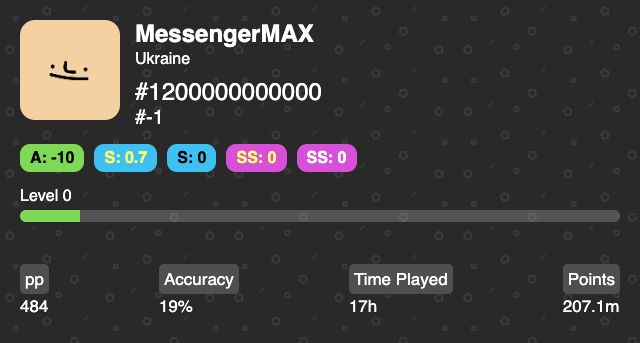 MessengerMAX
Ukraine
#1200000000000
#-1
A: -10 S: 0.7 S: 0 SS: 0 SS: 0
Level 0
pp Accuracy Time Played Points
484 19% 17h 207.1m